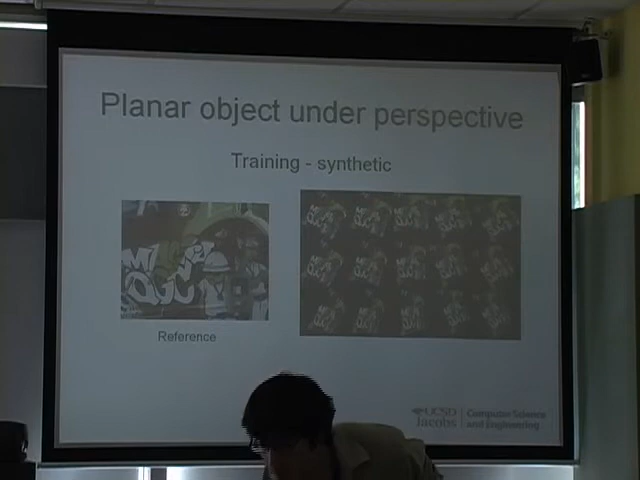 Planar object under perspective
Training - synthetic
Reference
UCSD
Jacobs
Computer Science
and Engineering